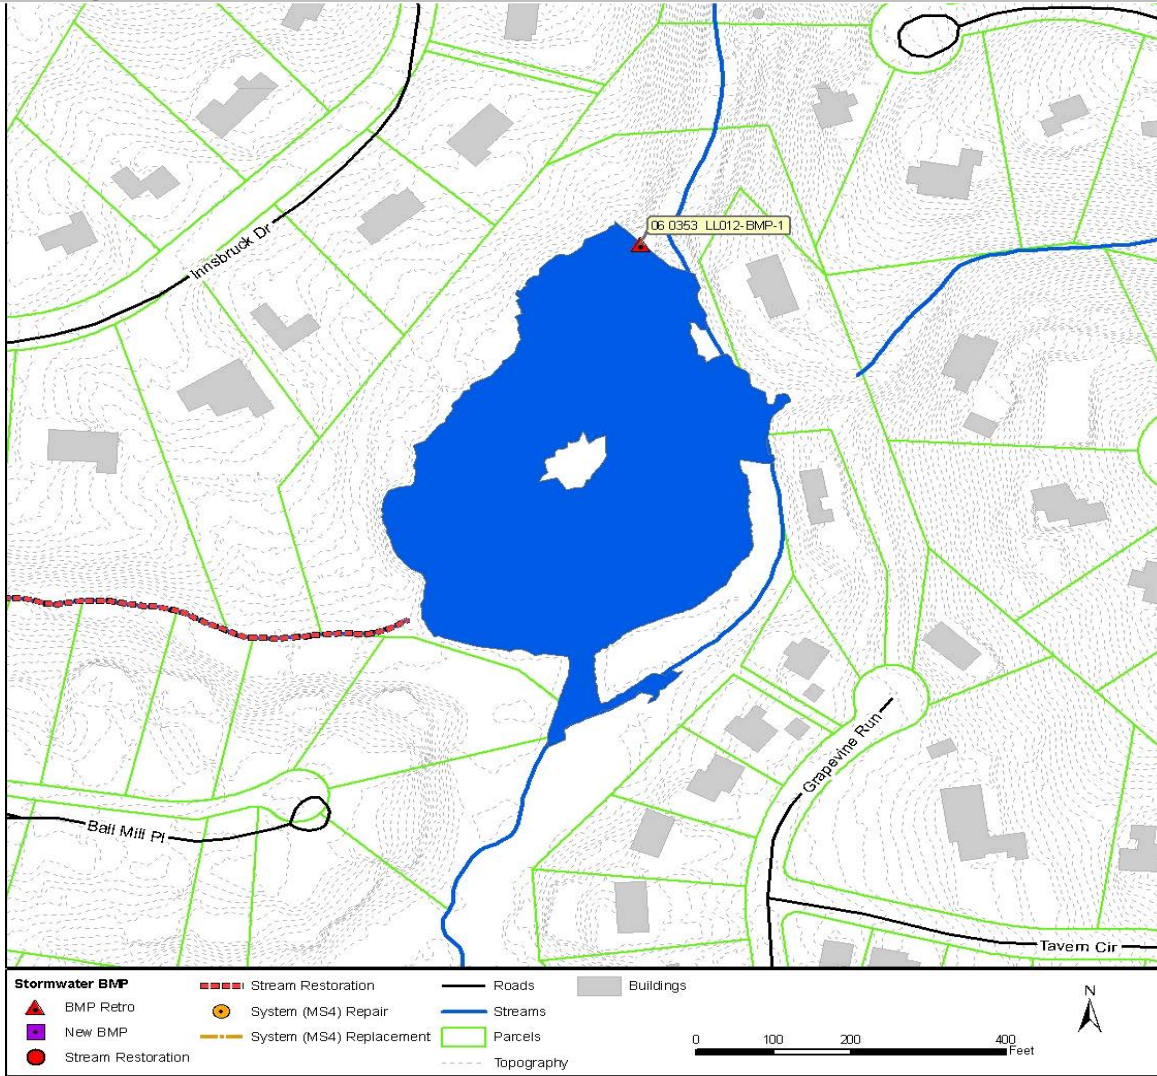 06 0353 LL012-BMP-1
Innsbruck Dr
Grapevine Run
Ball Mill Pl
Tavern Cir
Stormwater BMP
BMP Retro
New BMP
Stream Restoration
Stream Restoration
System (MS4) Repair
System (MS4) Replacement
Roads
Streams
Parcels
Topography
Buildings
N
0 100 200 400
Feet